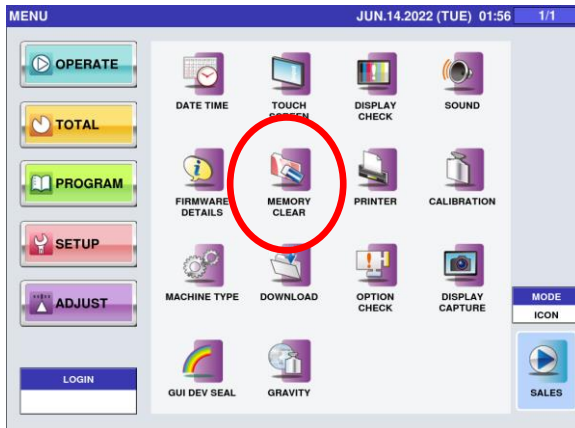 MENU
JUN.14.2022 (TUE) 01:56
1/1
OPERATE
TOTAL
PROGRAM
SETUP
ADJUST
LOGIN
DATE TIME
TOUCH
SCREEN
DISPLAY
CHECK
SOUND
FIRMWARE
DETAILS
MEMORY
CLEAR
PRINTER
CALIBRATION
MACHINE TYPE
DOWNLOAD
OPTION
CHECK
DISPLAY
CAPTURE
GUI DEV SEAL
GRAVITY
MODE
ICON
SALES